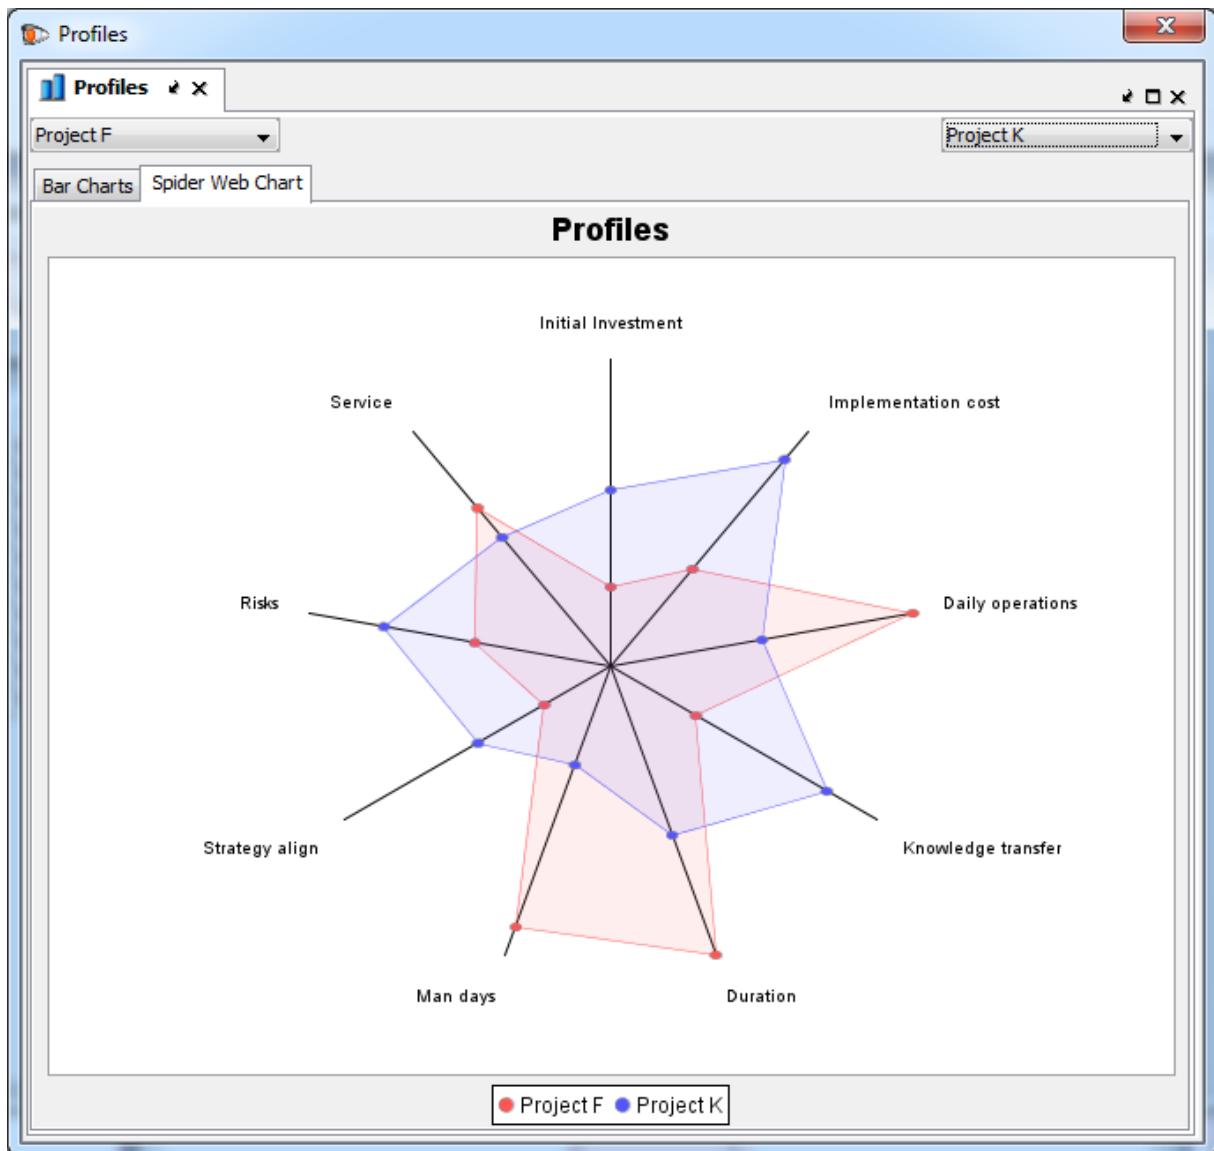 Profiles
Profiles
Project F
Project K
Bar Charts
Spider Web Chart
Profiles
Initial Investment
Service
Implementation cost
Risks
Daily operations
Strategy align
Knowledge transfer
Man days
Duration
Project F
Project K